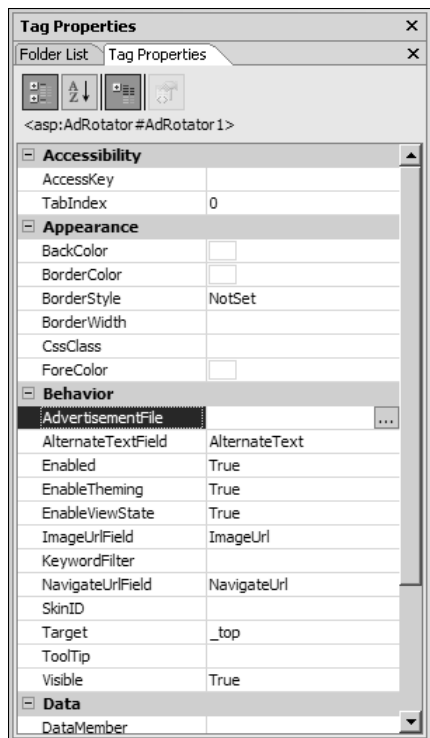 Tag Properties
Folder List Tag Properties
<asp:AdRotator#AdRotator1>
Accessibility
AccessKey
TabIndex 0
Appearance
BackColor
BorderColor
BorderStyle NotSet
BorderWidth
CssClass
ForeColor
Behavior
AdvertisementFile ...
AlternateTextField AlternateText
Enabled True
EnableTheming True
EnableViewState True
ImageUrlField ImageUrl
KeywordFilter
NavigateUrlField NavigateUrl
SkinID
Target _top
ToolTip
Visible True
Data
DataMember